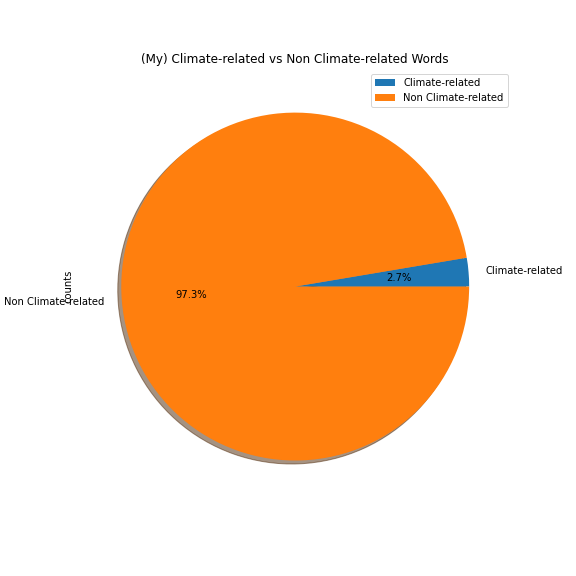 (My) Climate-related vs Non Climate-related Words
Climate-related
Non Climate-related
Climate-related
2.7%
counts
97.3%
Non Climate-related